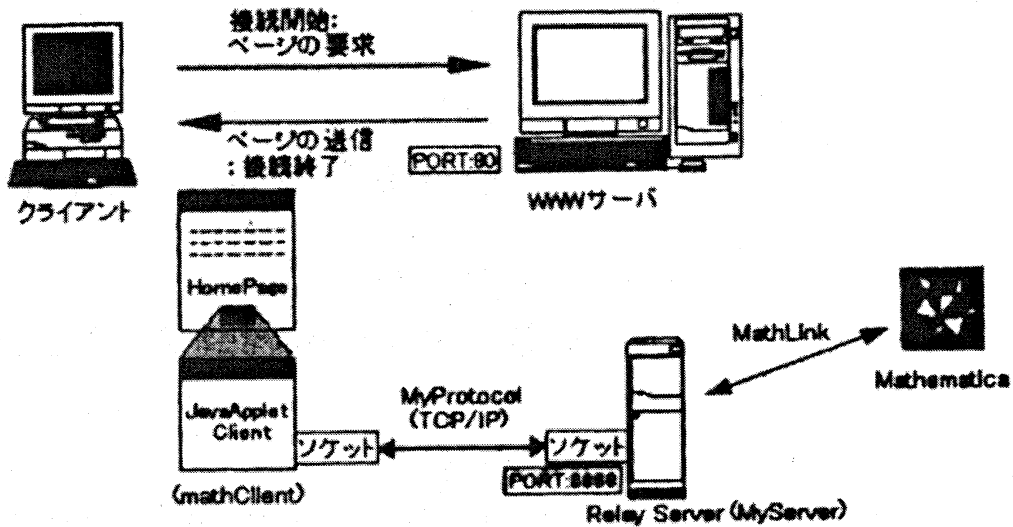 接続開始:
ページの要求
ページの送信
:接続終了
PORT:80
クライアント
WWWサーバ
HomePage
MathLink
Mathematica
JavaApplet
Client
MyProtocol
(TCP/IP)
ソケット
ソケット
PORT:
(mathClient)
Relay Server (MyServer)